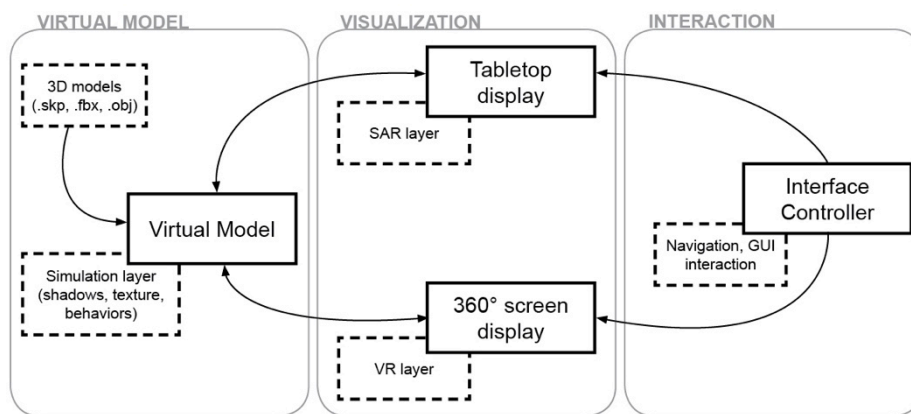 VIRTUAL MODEL
3D models
(.skp, .fbx, .obj)
Virtual Model
Simulation layer
(shadows, texture,
behaviors)
VISUALIZATION
Tabletop
display
SAR layer
360° screen
display
VR layer
INTERACTION
Interface
Controller
Navigation, GUI
interaction